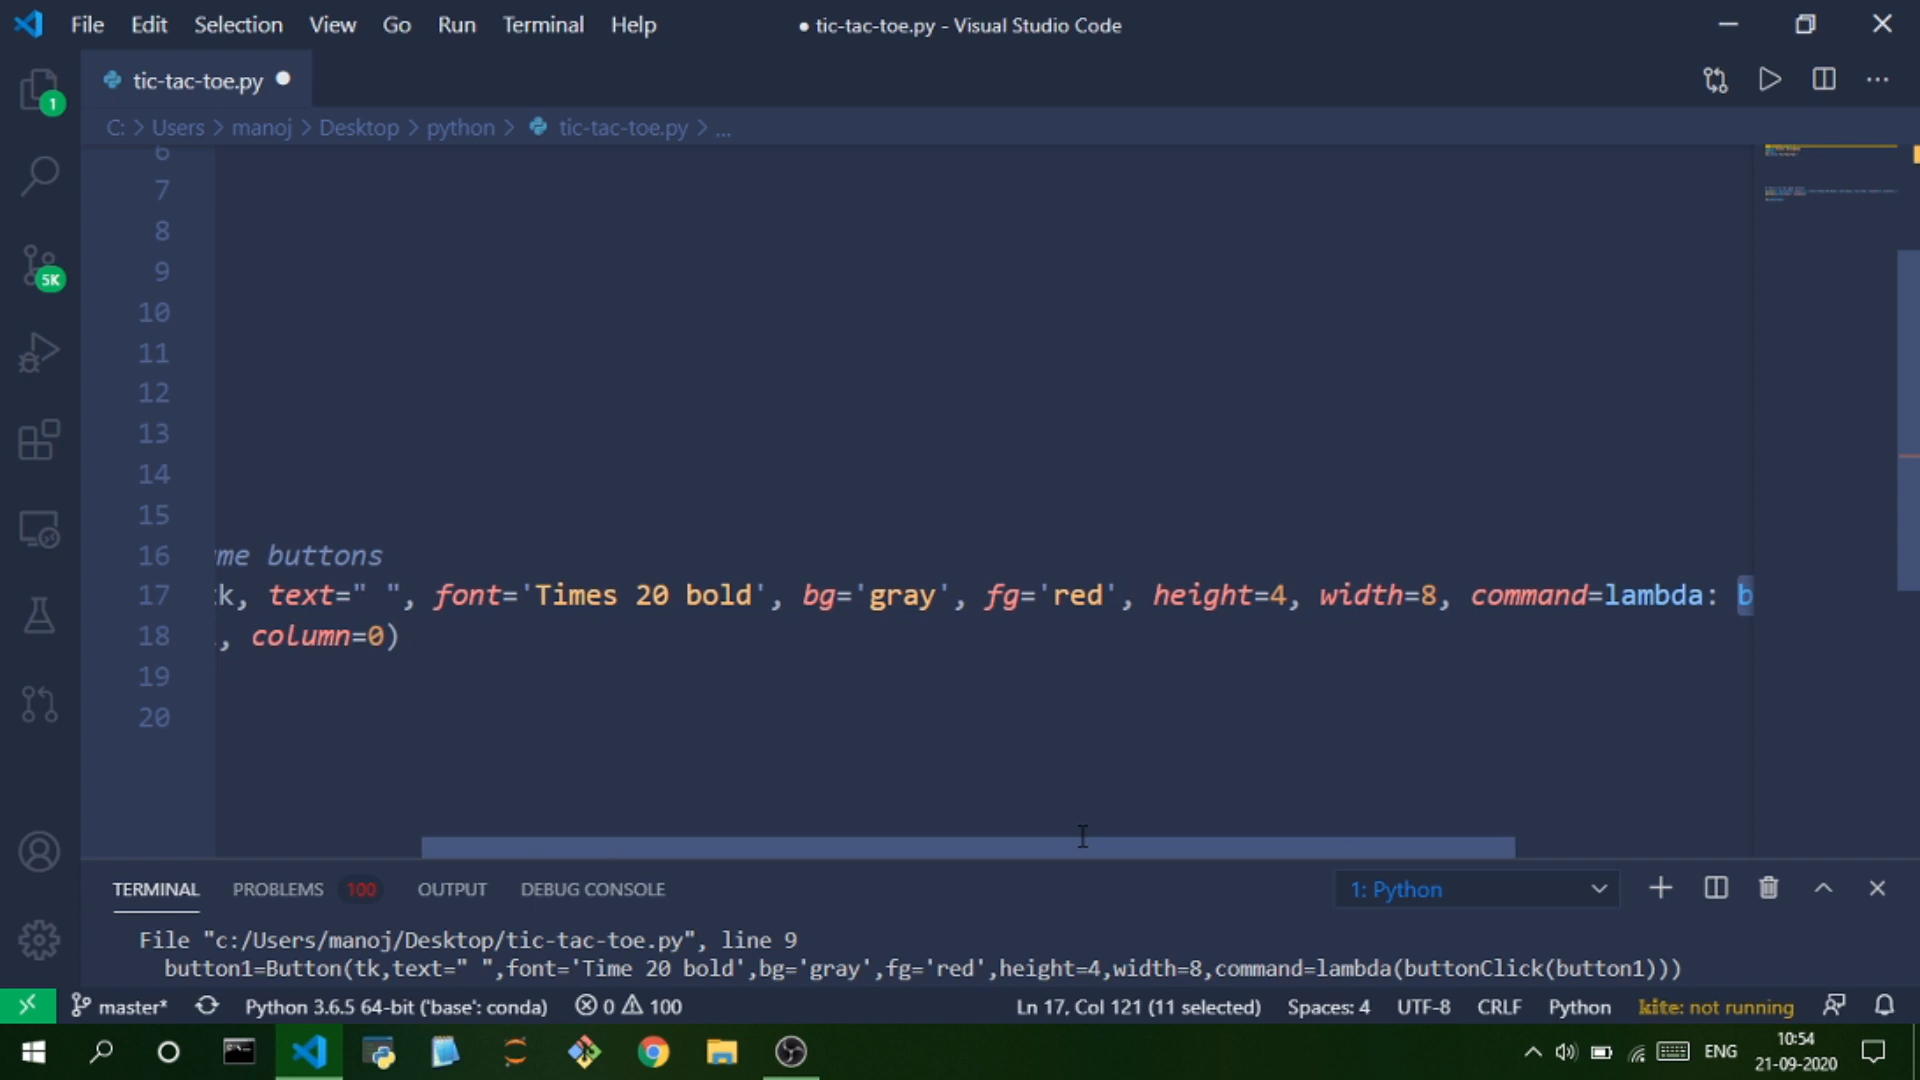 File Edit Selection View Go Run Terminal Help
● tic-tac-toe.py - Visual Studio Code
tic-tac-toe.py
C: > Users > manoj > Desktop > python > tic-tac-toe.py > ...
1
5K
6
7
8
9
10
11
12
13
14
15
16 me buttons
17 k, text=" ", font='Times 20 bold', bg='gray', fg='red', height=4, width=8, command=lambda: b
18 , column=0)
19
20
TERMINAL PROBLEMS 100 OUTPUT DEBUG CONSOLE
1: Python
File "c:/Users/manoj/Desktop/tic-tac-toe.py", line 9
button1=Button(tk,text=" ",font='Time 20 bold',bg='gray',fg='red',height=4,width=8,command=lambda(buttonClick(button1)))
master* Python 3.6.5 64-bit ('base': conda) 0 100 Ln 17, Col 121 (11 selected) Spaces: 4 UTF-8 CRLF Python kite: not running
ENG
10:54
21-09-2020